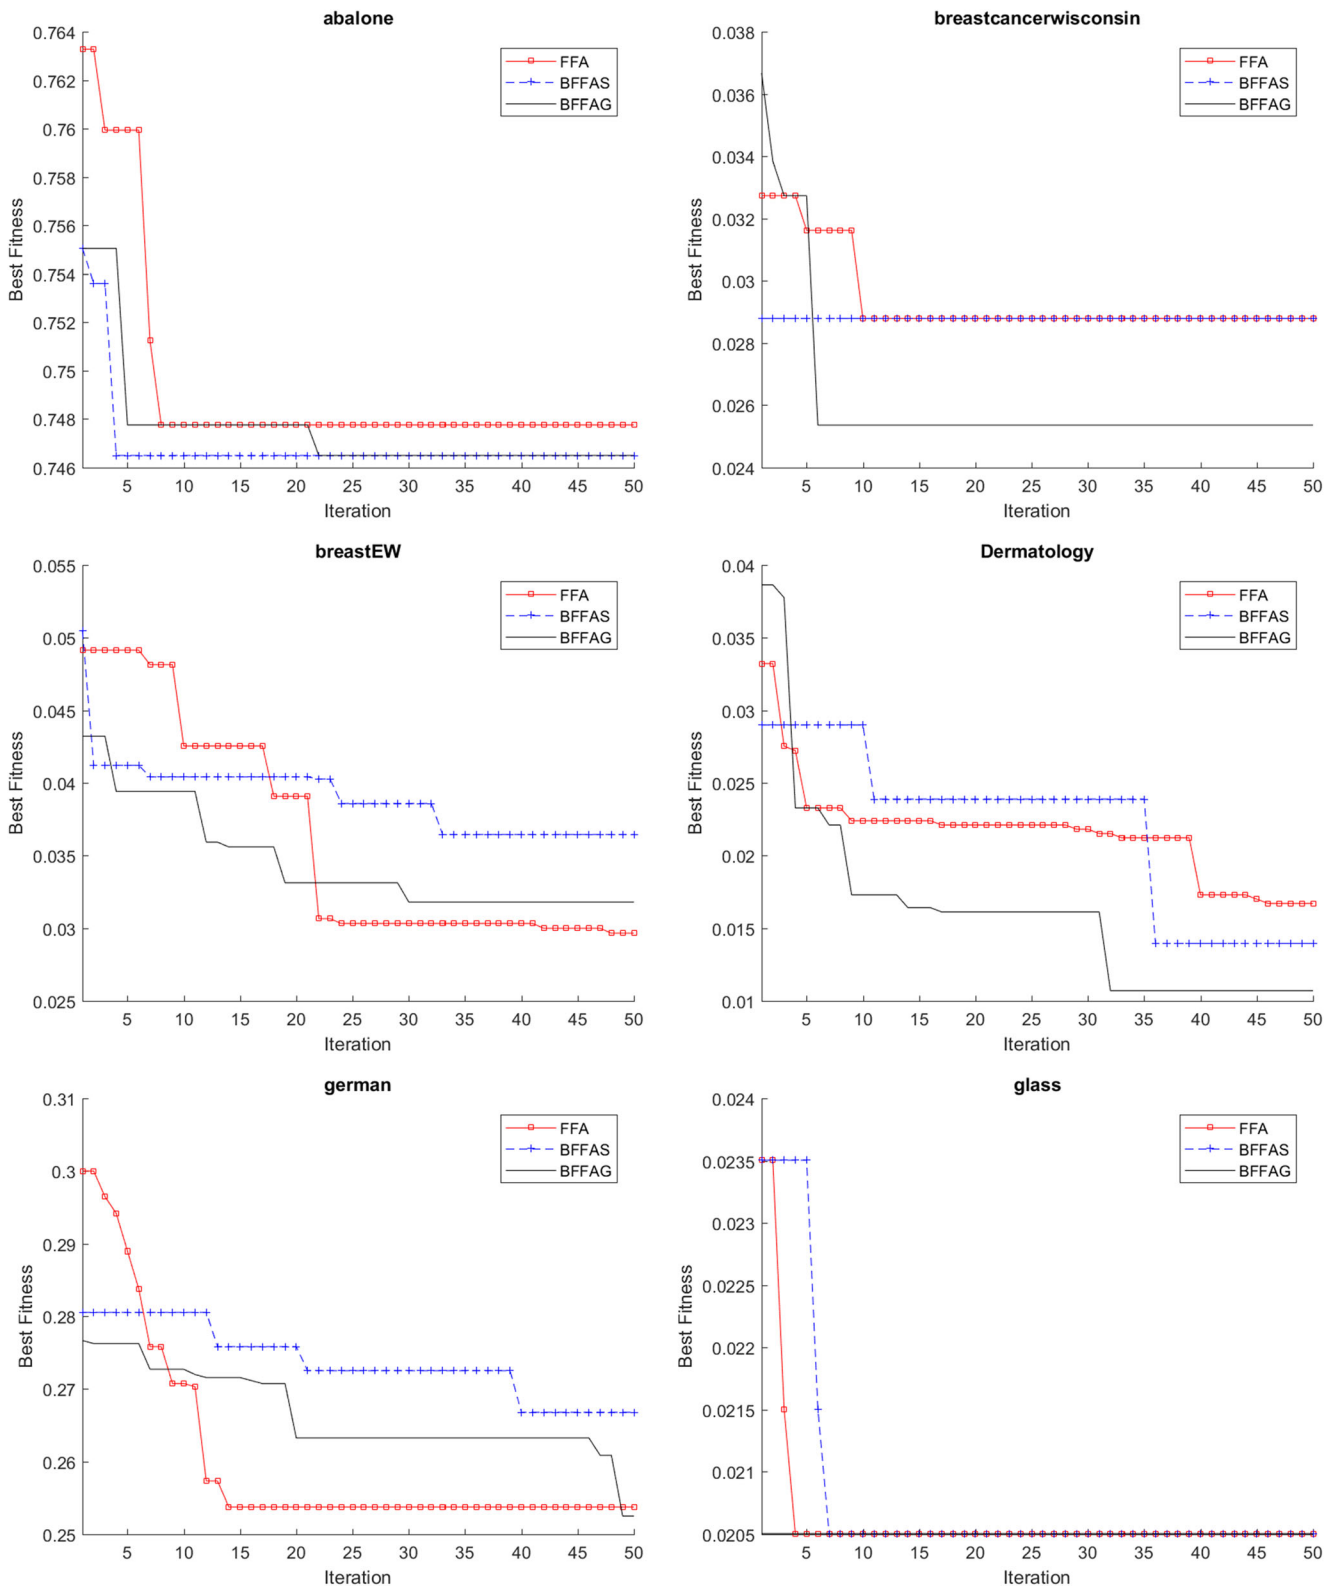 abalone
0.764
0.762
0.76
0.758
0.756
0.754
0.752
0.75
0.748
0.746
Best Fitness
5 10 15 20 25 30 35 40 45 50
Iteration
FFA
BFFAS
BFFAG
breastcancerwisconsin
0.038
0.036
0.034
0.032
0.03
0.028
0.026
0.024
Best Fitness
5 10 15 20 25 30 35 40 45 50
Iteration
FFA
BFFAS
BFFAG
breastEW
0.055
0.05
0.045
0.04
0.035
0.03
0.025
Best Fitness
5 10 15 20 25 30 35 40 45 50
Iteration
FFA
BFFAS
BFFAG
Dermatology
0.04
0.035
0.03
0.025
0.02
0.015
0.01
Best Fitness
5 10 15 20 25 30 35 40 45 50
Iteration
FFA
BFFAS
BFFAG
german
0.31
0.3
0.29
0.28
0.27
0.26
0.25
Best Fitness
5 10 15 20 25 30 35 40 45 50
Iteration
FFA
BFFAS
BFFAG
glass
0.024
0.0235
0.023
0.0225
0.022
0.0215
0.021
0.0205
Best Fitness
5 10 15 20 25 30 35 40 45 50
Iteration
FFA
BFFAS
BFFAG